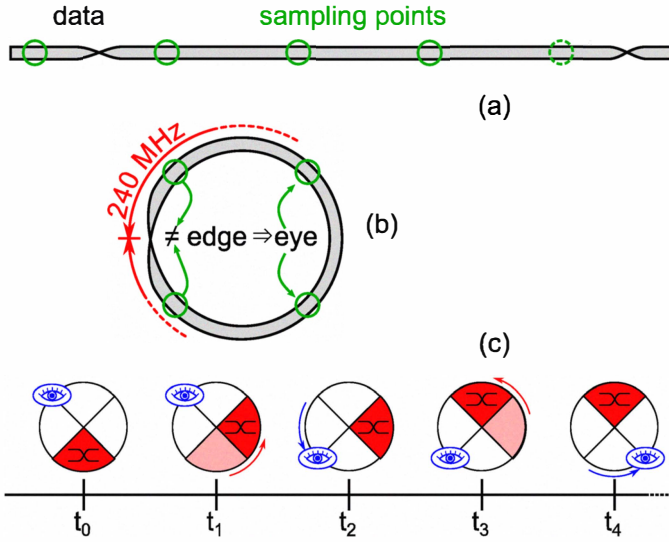 data sampling points
(a)
240 MHz
≠ edge ⇒ eye
(b)
(c)
t0 t1 t2 t3 t4